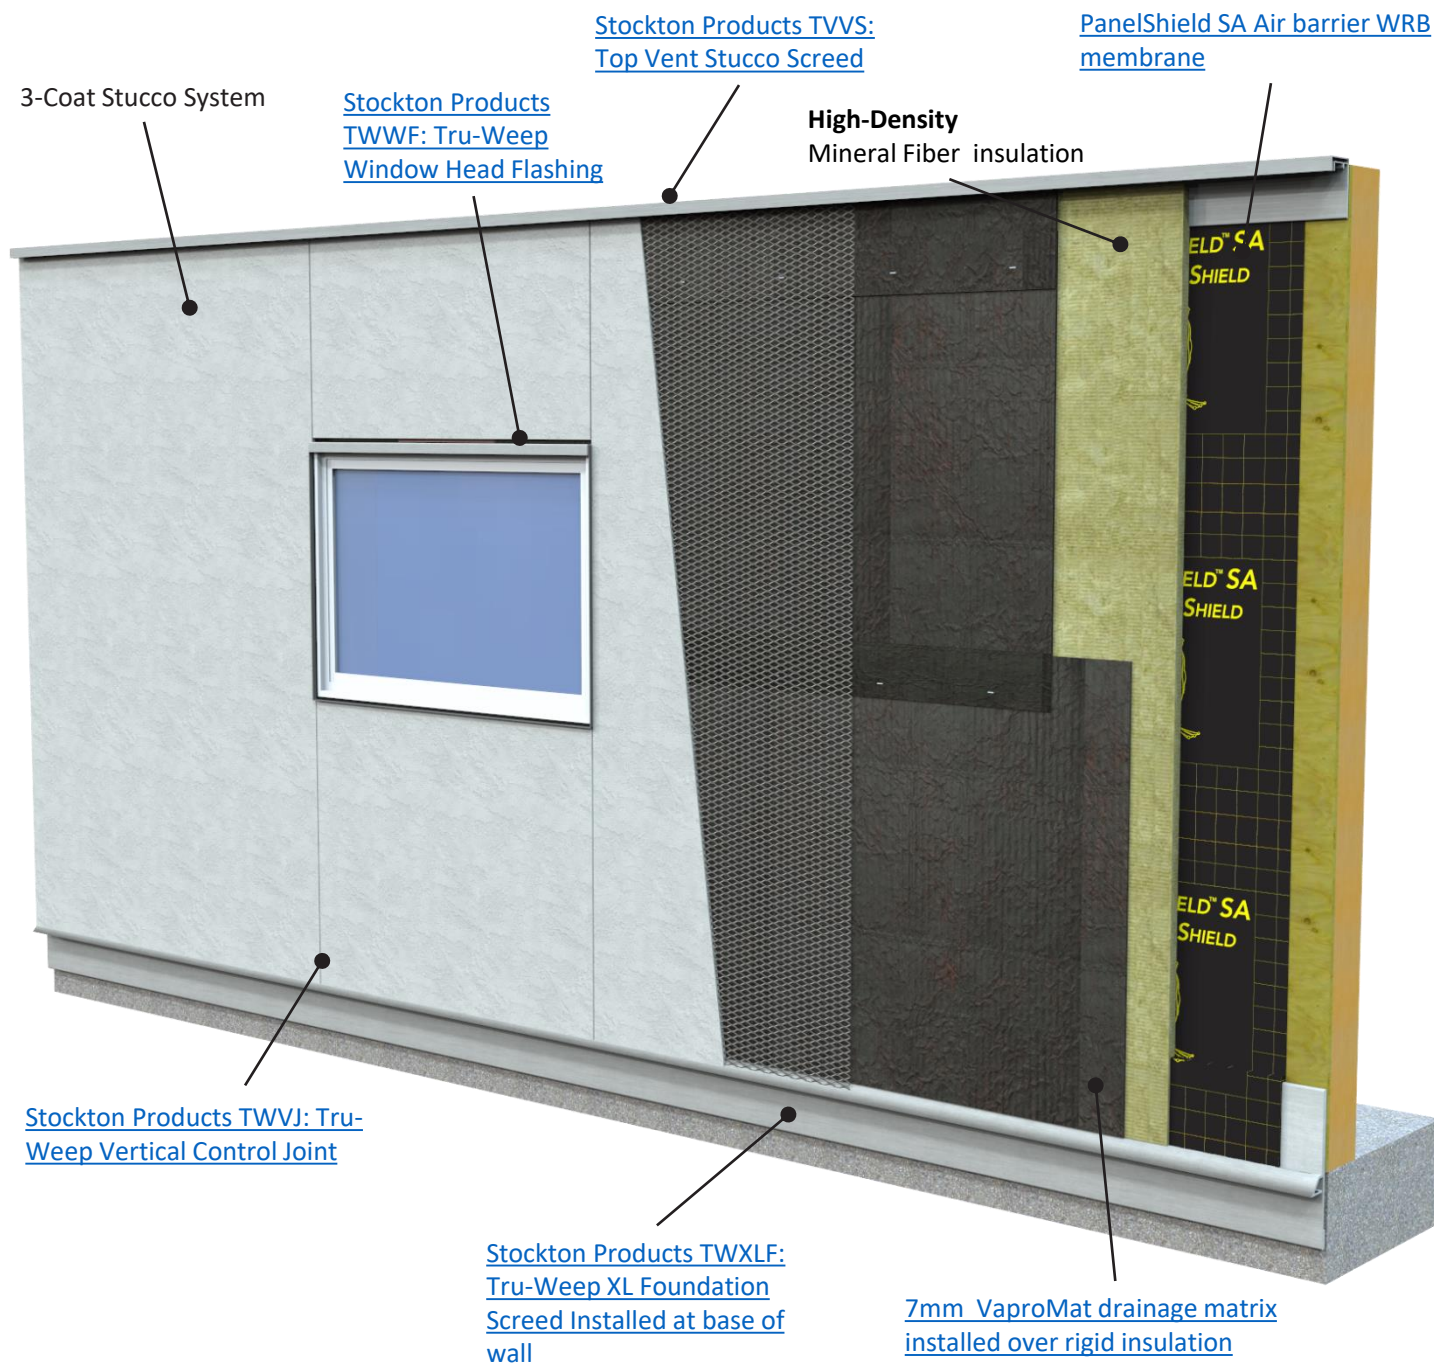 Stockton Products TVVS:
Top Vent Stucco Screed
PanelShield SA Air barrier WRB
membrane
3-Coat Stucco System
Stockton Products
TWWF: Tru-Weep
Window Head Flashing
High-Density
Mineral Fiber insulation
ELD™ SA
SHIELD
ELD™ SA
SHIELD
ELD™ SA
SHIELD
Stockton Products TWVJ: Tru-
Weep Vertical Control Joint
Stockton Products TWXLF:
Tru-Weep XL Foundation
Screed Installed at base of
wall
7mm VaproMat drainage matrix
installed over rigid insulation